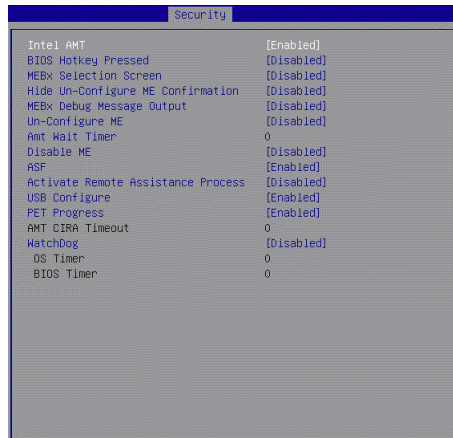 Security
Intel AMT [Enabled]
BIOS Hotkey Pressed [Disabled]
MEBx Selection Screen [Disabled]
Hide Un-Configure ME Confirmation [Disabled]
MEBx Debug Message Output [Disabled]
Un-Configure ME [Disabled]
Amt Wait Timer 0
Disable ME [Disabled]
ASF [Enabled]
Activate Remote Assistance Process [Disabled]
USB Configure [Enabled]
PET Progress [Enabled]
AMT CIRA Timeout 0
WatchDog [Disabled]
OS Timer 0
BIOS Timer 0